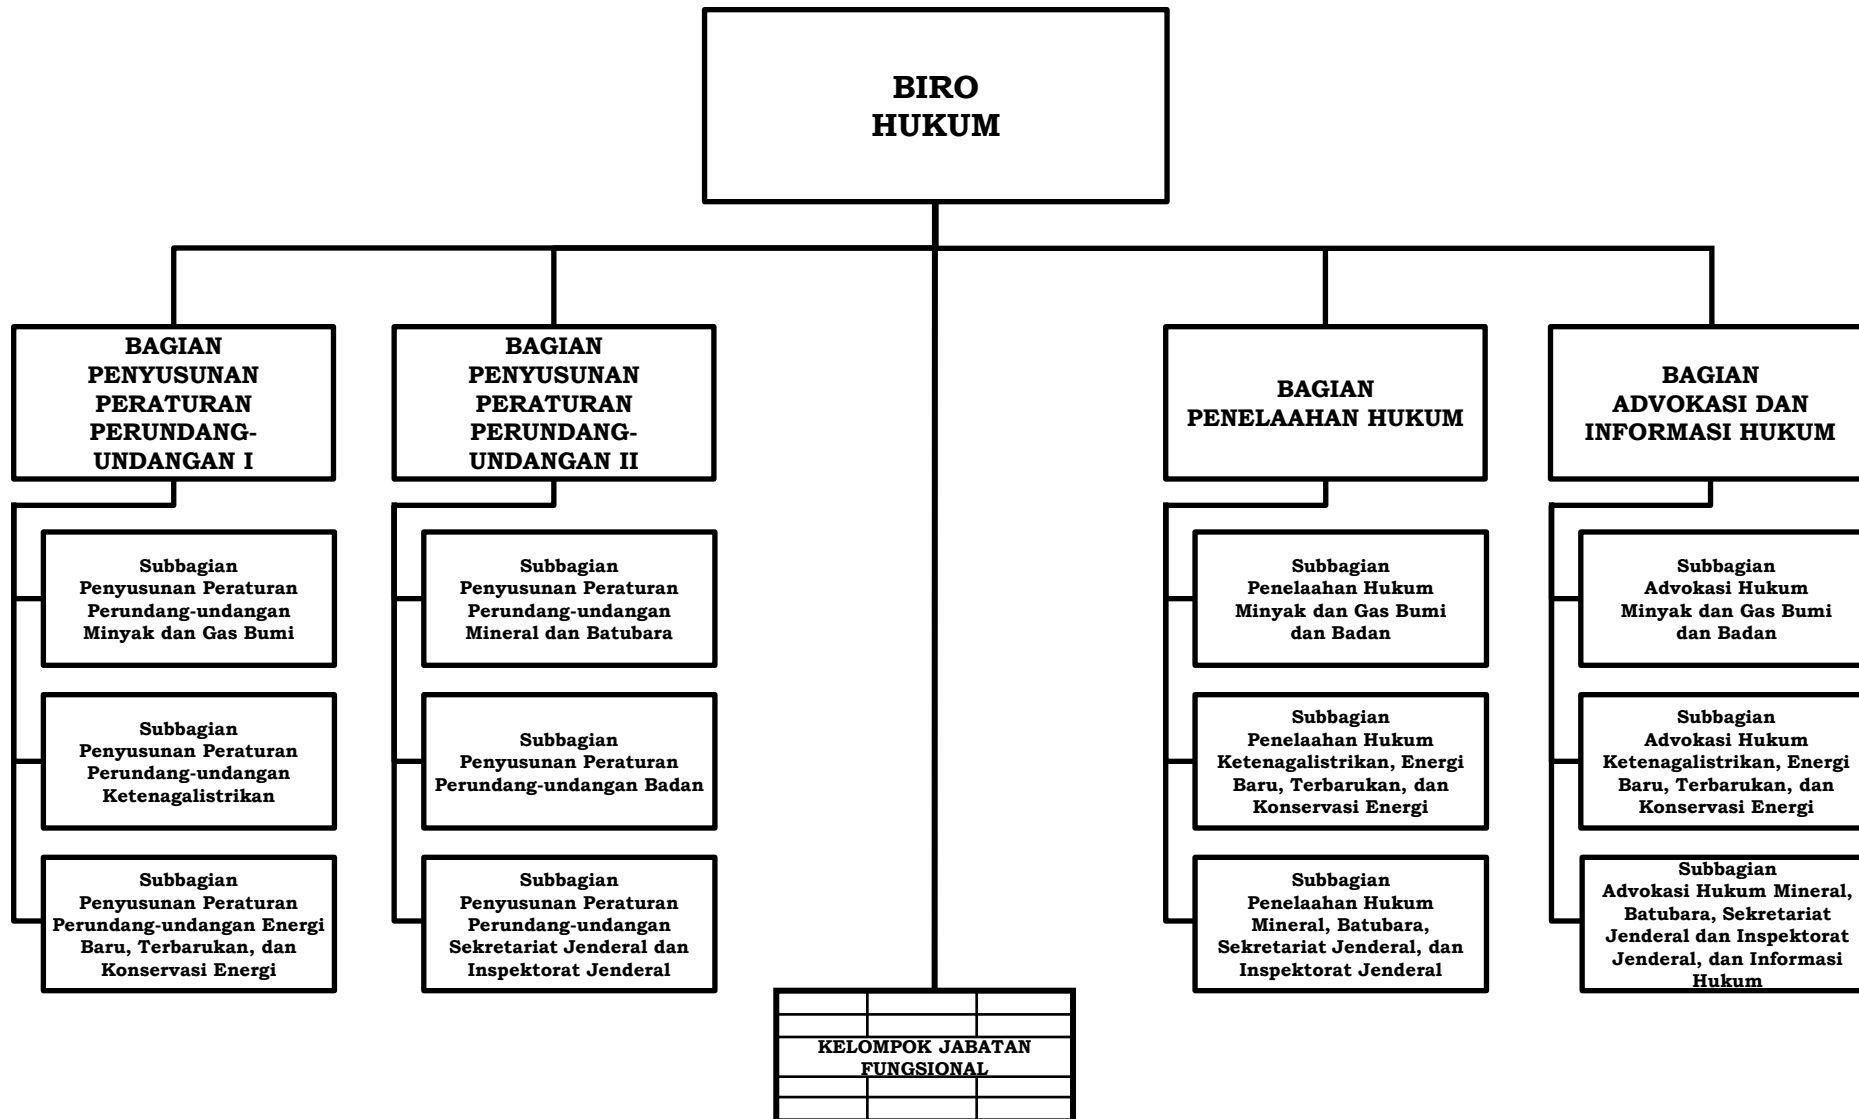 BIRO
HUKUM
BAGIAN
PENYUSUNAN
PERATURAN
PERUNDANG-
UNDANGAN I
BAGIAN
PENYUSUNAN
PERATURAN
PERUNDANG-
UNDANGAN II
BAGIAN
PENELAAHAN HUKUM
BAGIAN
ADVOKASI DAN
INFORMASI HUKUM
Subbagian
Penyusunan Peraturan
Perundang-undangan
Minyak dan Gas Bumi
Subbagian
Penyusunan Peraturan
Perundang-undangan
Mineral dan Batubara
Subbagian
Penelaahan Hukum
Minyak dan Gas Bumi
dan Badan
Subbagian
Advokasi Hukum
Minyak dan Gas Bumi
dan Badan
Subbagian
Penyusunan Peraturan
Perundang-undangan
Ketenagalistrikan
Subbagian
Penyusunan Peraturan
Perundang-undangan Badan
Subbagian
Penelaahan Hukum
Ketenagalistrikan, Energi
Baru, Terbarukan, dan
Konservasi Energi
Subbagian
Advokasi Hukum
Ketenagalistrikan, Energi
Baru, Terbarukan, dan
Konservasi Energi
Subbagian
Penyusunan Peraturan
Perundang-undangan Energi
Baru, Terbarukan, dan
Konservasi Energi
Subbagian
Penyusunan Peraturan
Perundang-undangan
Sekretariat Jenderal dan
Inspektorat Jenderal
Subbagian
Penelaahan Hukum
Mineral, Batubara,
Sekretariat Jenderal, dan
Inspektorat Jenderal
Subbagian
Advokasi Hukum Mineral,
Batubara, Sekretariat
Jenderal dan Inspektorat
Jenderal, dan Informasi
Hukum
KELOMPOK JABATAN
FUNGSIONAL